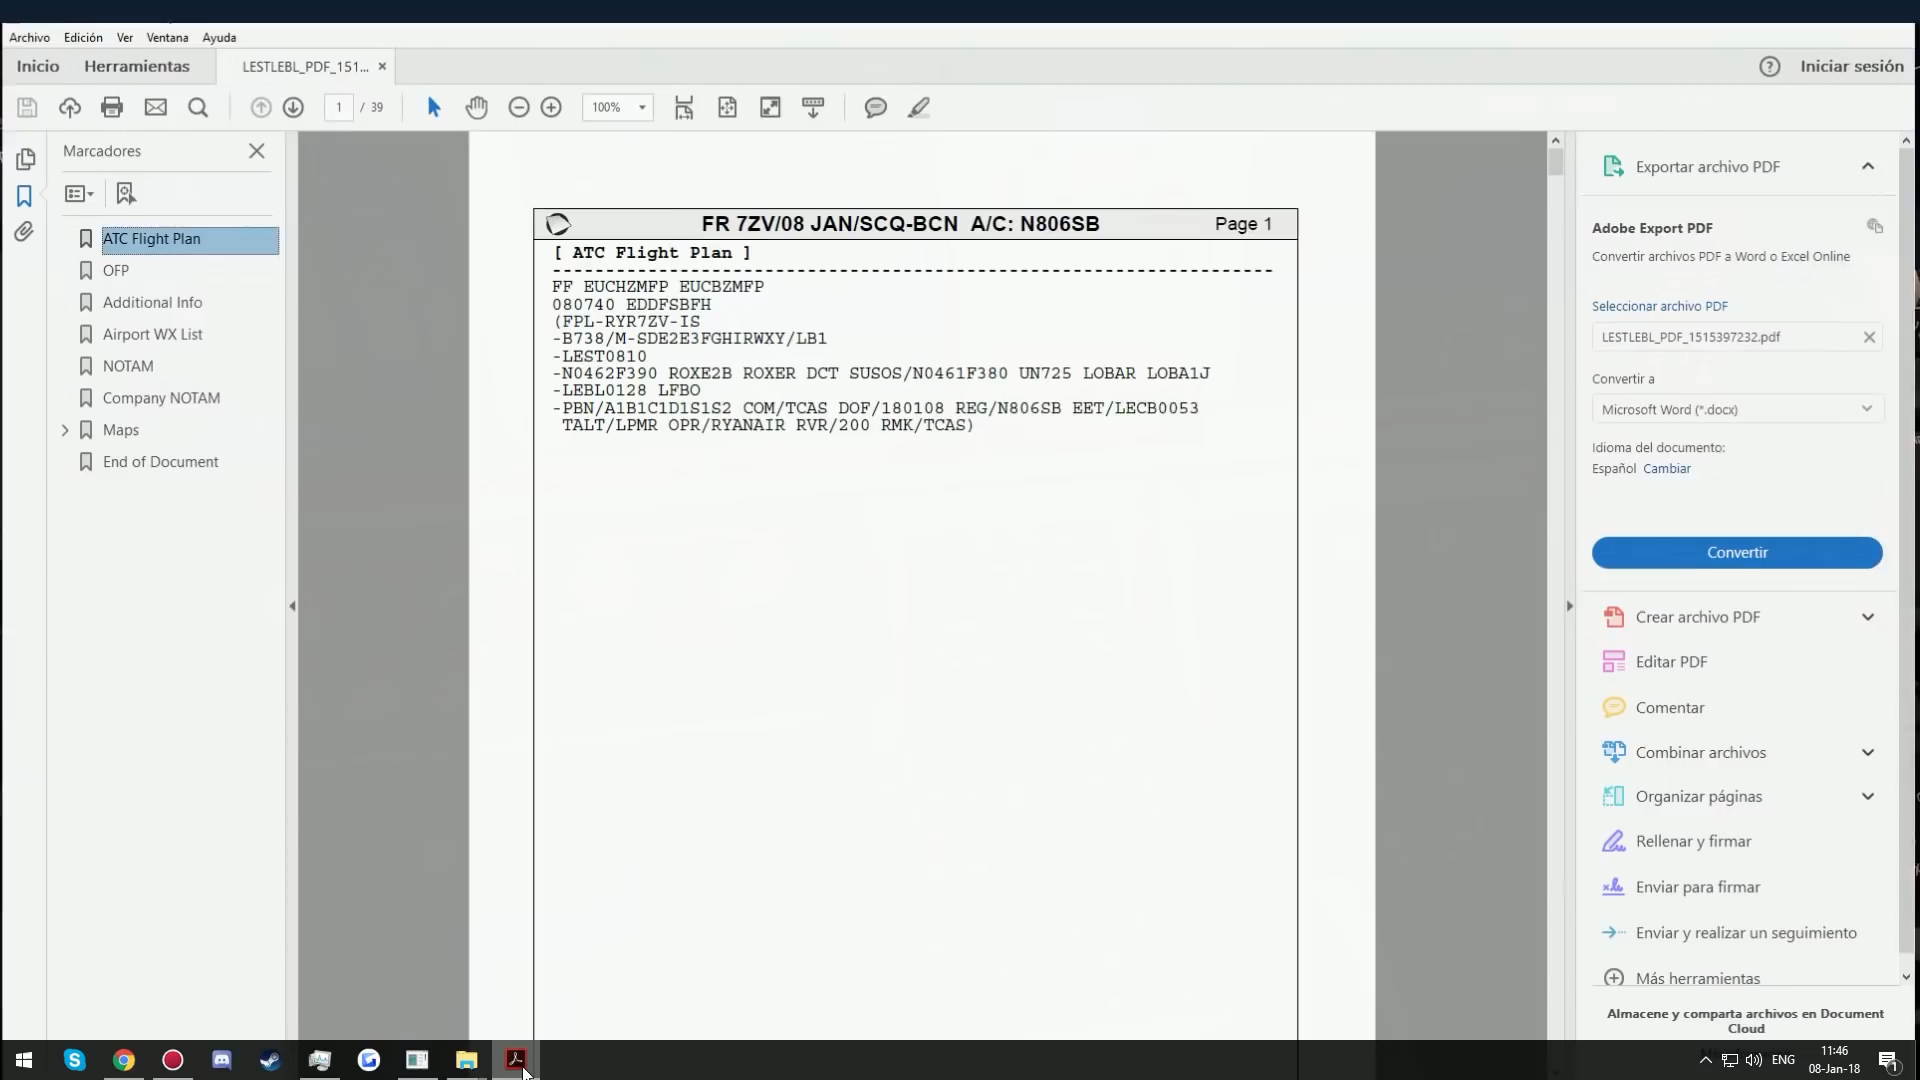 Archivo Edición Ver Ventana Ayuda
Inicio Herramientas LESTLEBL_PDF_151... × Iniciar sesión
1 / 39 100%
Marcadores
ATC Flight Plan
OFP
Additional Info
Airport WX List
NOTAM
Company NOTAM
Maps
End of Document
FR 7ZV/08 JAN/SCQ-BCN A/C: N806SB Page 1
[ ATC Flight Plan ]
--------------------------------------------------------------------
FF EUCHZMFP EUCBZMFP
080740 EDDFSBFH
(FPL-RYR7ZV-IS
-B738/M-SDE2E3FGHIRWXY/LB1
-LEST0810
-N0462F390 ROXE2B ROXER DCT SUSOS/N0461F380 UN725 LOBAR LOBA1J
-LEBL0128 LFBO
-PBN/A1B1C1D1S1S2 COM/TCAS DOF/180108 REG/N806SB EET/LECB0053
TALT/LPMR OPR/RYANAIR RVR/200 RMK/TCAS)
Exportar archivo PDF
Adobe Export PDF
Convertir archivos PDF a Word o Excel Online
Seleccionar archivo PDF
LESTLEBL_PDF_1515397232.pdf
Convertir a
Microsoft Word (*.docx)
Idioma del documento:
Español Cambiar
Convertir
Crear archivo PDF
Editar PDF
Comentar
Combinar archivos
Organizar páginas
Rellenar y firmar
Enviar para firmar
Enviar y realizar un seguimiento
Más herramientas
Almacene y comparta archivos en Document
Cloud
ENG 11:46
08-Jan-18 1